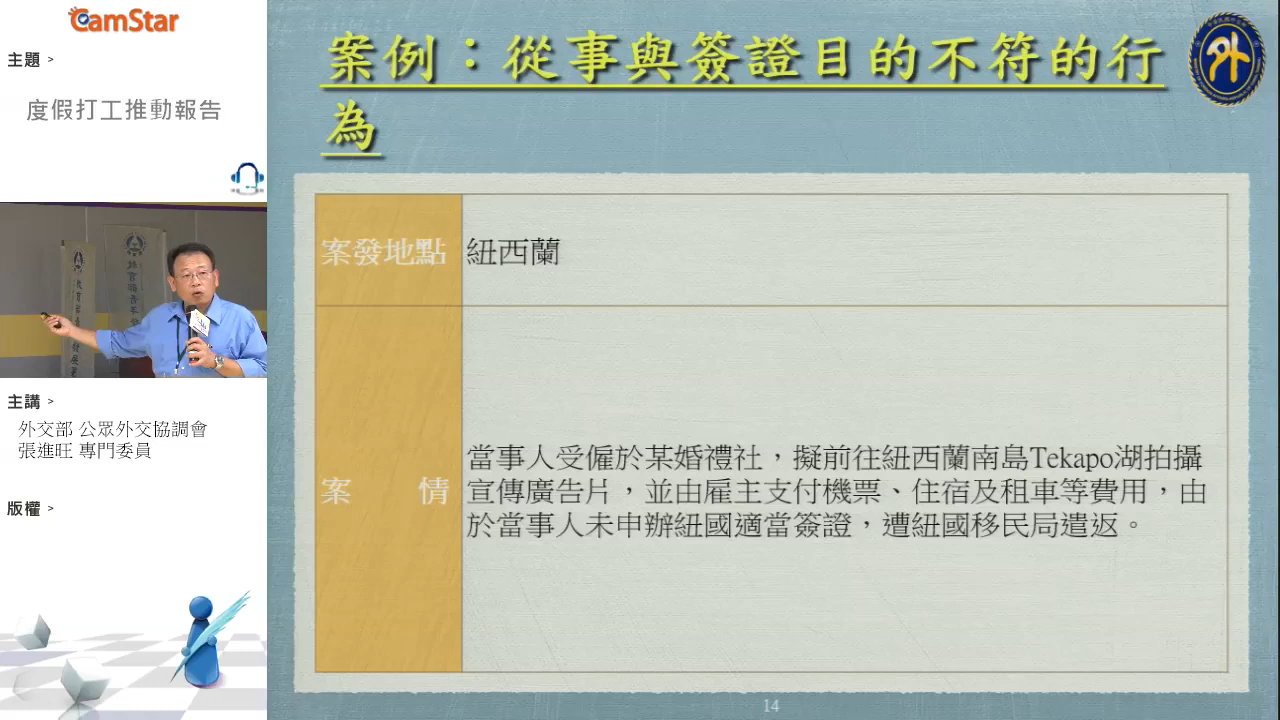 CamStar
主題 >
度假打工推動報告
主講 >
外交部 公眾外交協調會
張進旺 專門委員
版權 >
案例：從事與簽證目的不符的行
為
外
案發地點
紐西蘭
案 情
當事人受僱於某婚禮社，擬前往紐西蘭南島Tekapo湖拍攝
宣傳廣告片，並由雇主支付機票、住宿及租車等費用，由
於當事人未申辦紐國適當簽證，遭紐國移民局遣返。
14